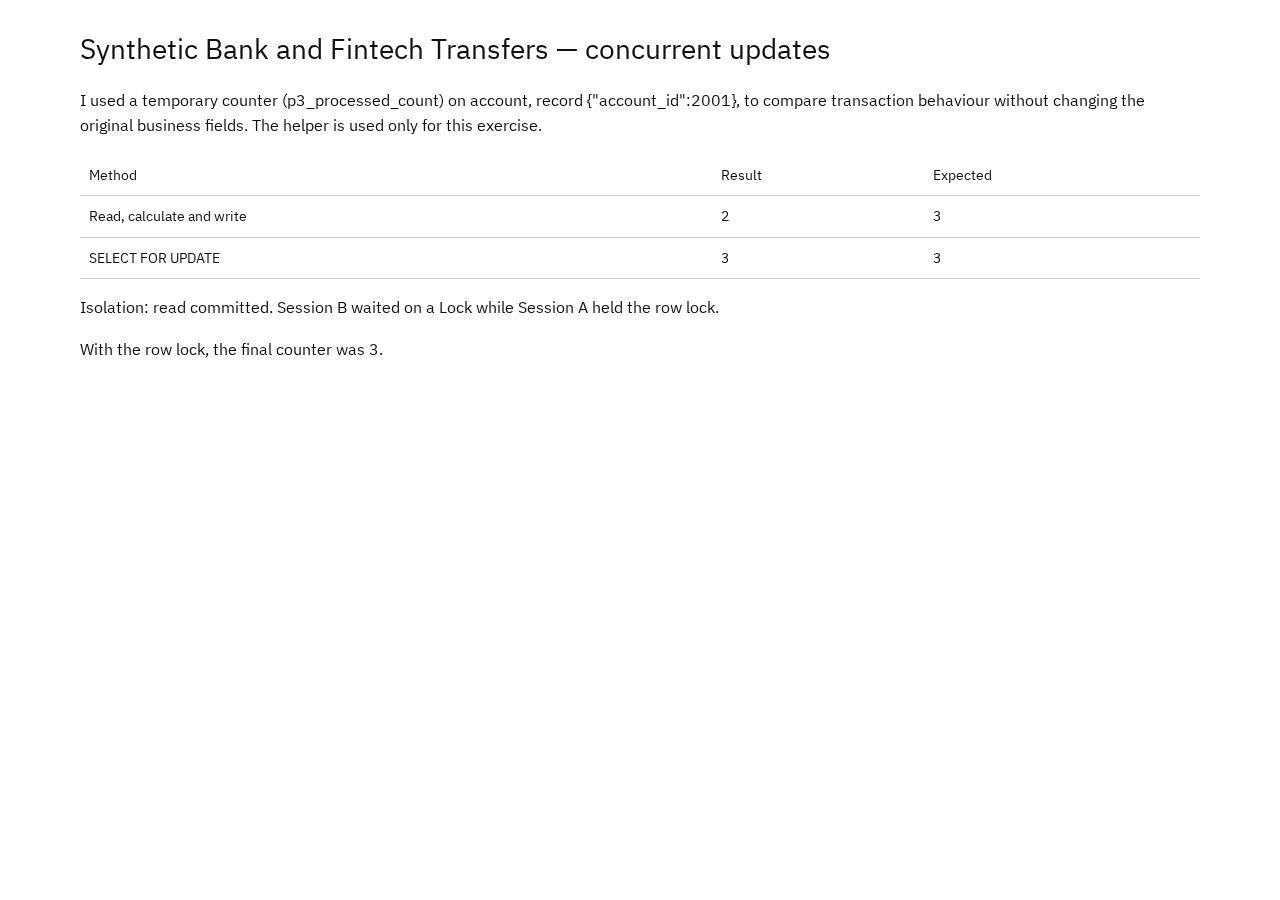 Synthetic Bank and Fintech Transfers — concurrent updates
I used a temporary counter (p3_processed_count) on account, record {"account_id":2001}, to compare transaction behaviour without changing the
original business fields. The helper is used only for this exercise.
Method Result Expected
Read, calculate and write 2 3
SELECT FOR UPDATE 3 3
Isolation: read committed. Session B waited on a Lock while Session A held the row lock.
With the row lock, the final counter was 3.